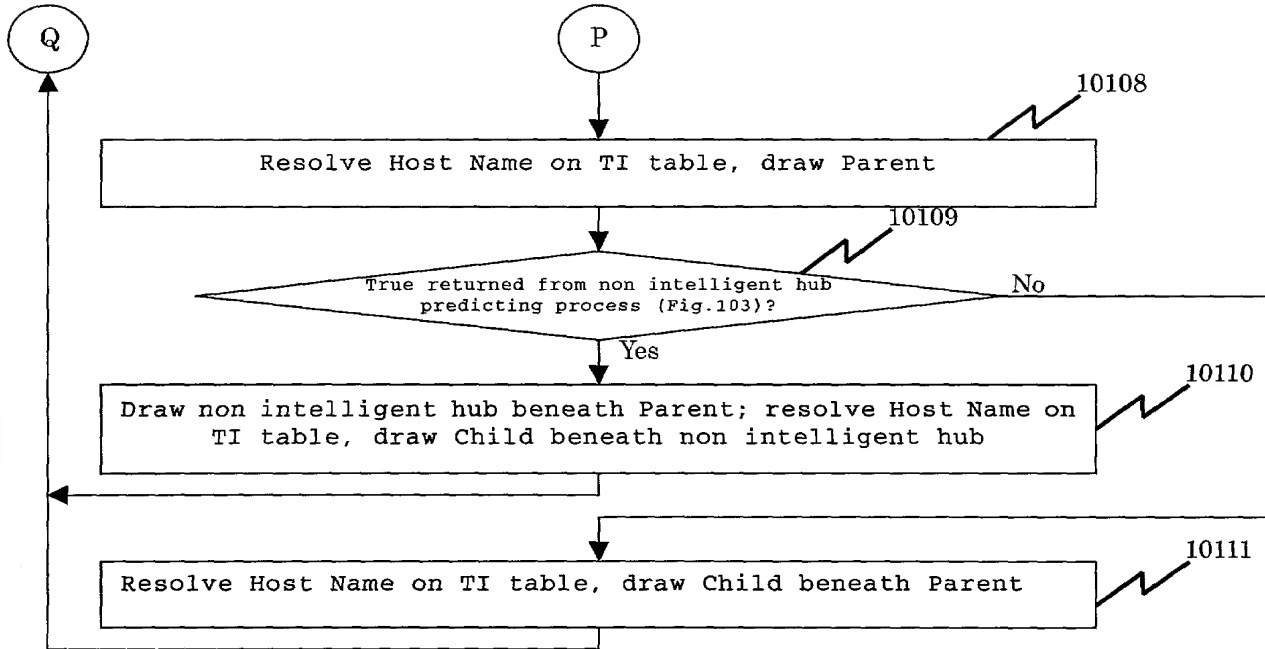 Q
P
10108
Resolve Host Name on TI table, draw Parent
10109
True returned from non intelligent hub
predicting process (Fig.103)?
No
Yes
10110
Draw non intelligent hub beneath Parent; resolve Host Name on
TI table, draw Child beneath non intelligent hub
10111
Resolve Host Name on TI table, draw Child beneath Parent